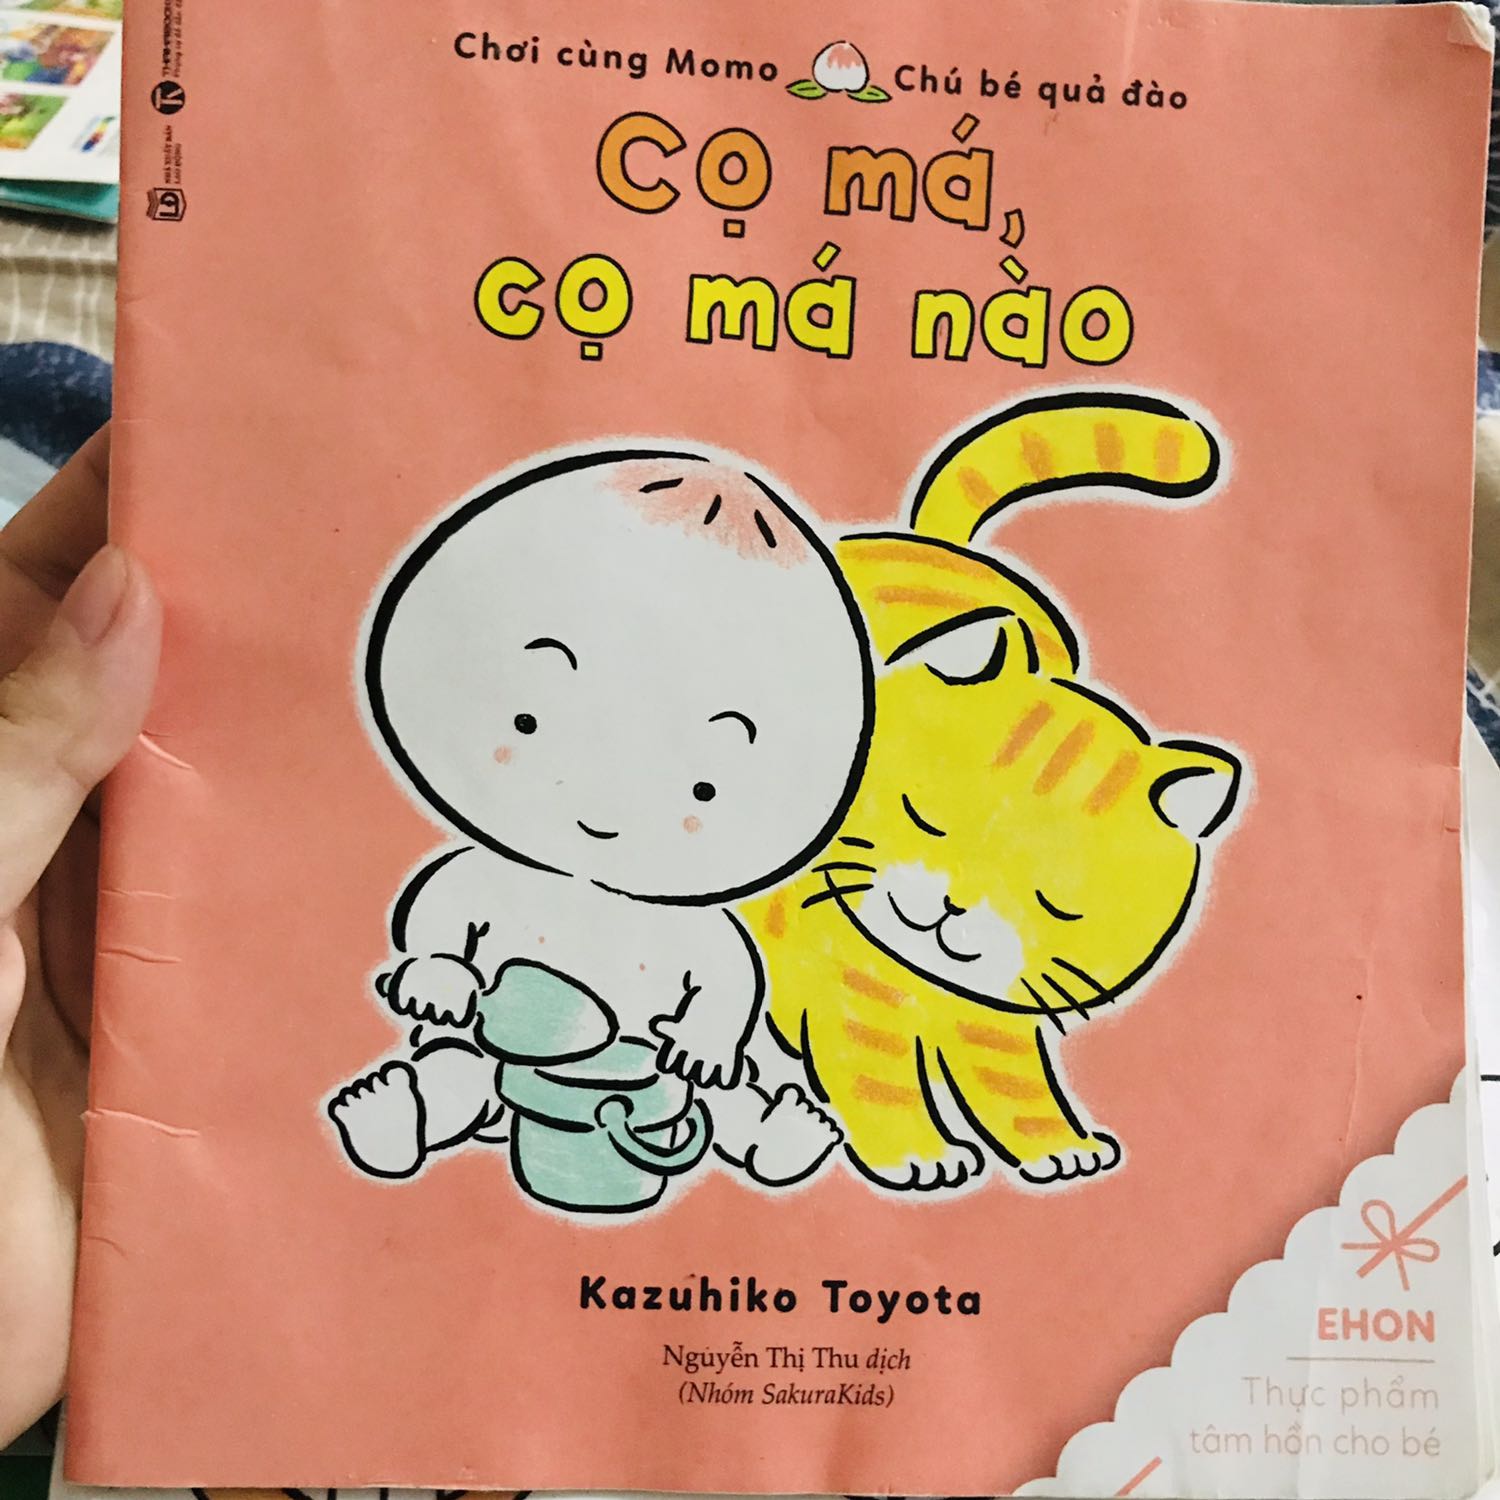 Chơi cùng Momo Chú bé quả đào
Cọ má,
cọ má nào
Kazuhiko Toyota
Nguyễn Thị Thu dịch
(Nhóm SakuraKids)
EHON
Thực phẩm
tâm hồn cho bé